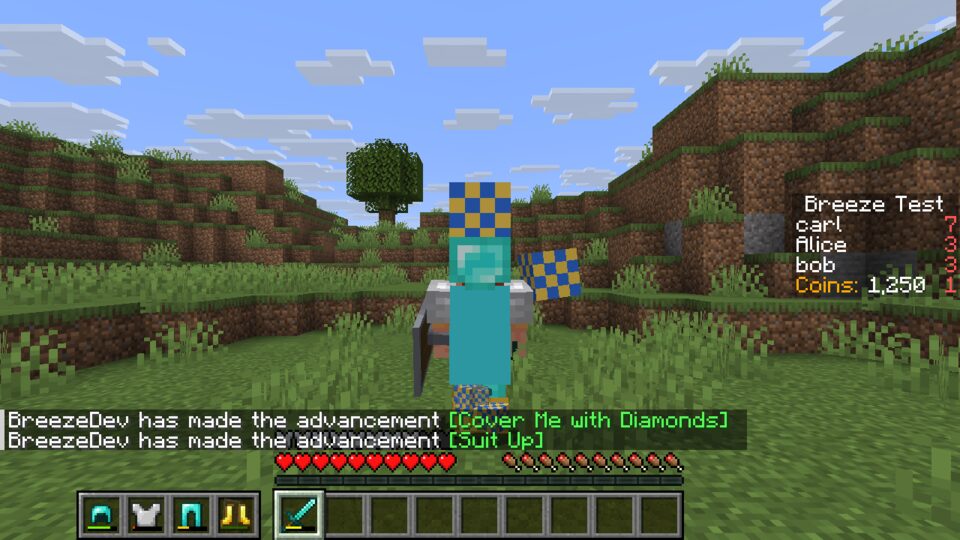 Breeze Test
carl 7
Alice 3
bob 3
Coins: 1,250 1
BreezeDev has made the advancement [Cover Me with Diamonds]
BreezeDev has made the advancement [Suit Up]